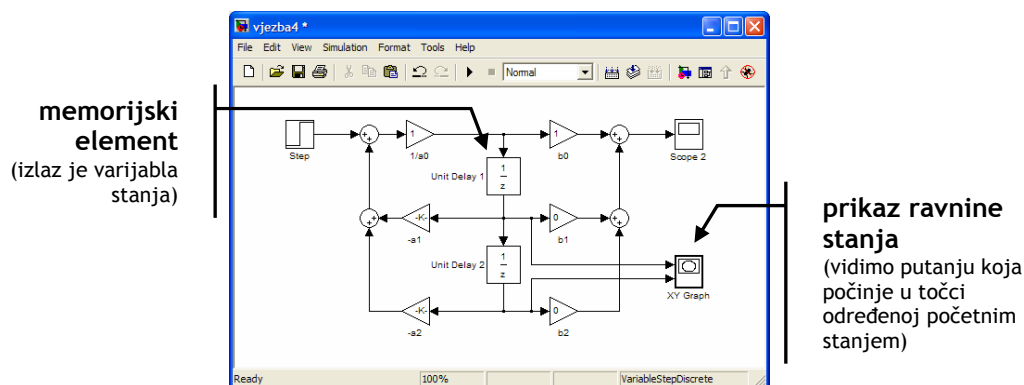 vjezba4 *
File Edit View Simulation Format Tools Help
Normal
memorijski
element
(izlaz je varijabla
stanja)
Step
1
1/a0
1
b0
Scope 2
Unit Delay 1
1
z
-K-
-a1
0
b1
Unit Delay 2
1
z
XY Graph
-K-
-a2
0
b2
prikaz ravnine
stanja
(vidimo putanju koja
počinje u točci
određenoj početnim
stanjem)
Ready 100% VariableStepDiscrete